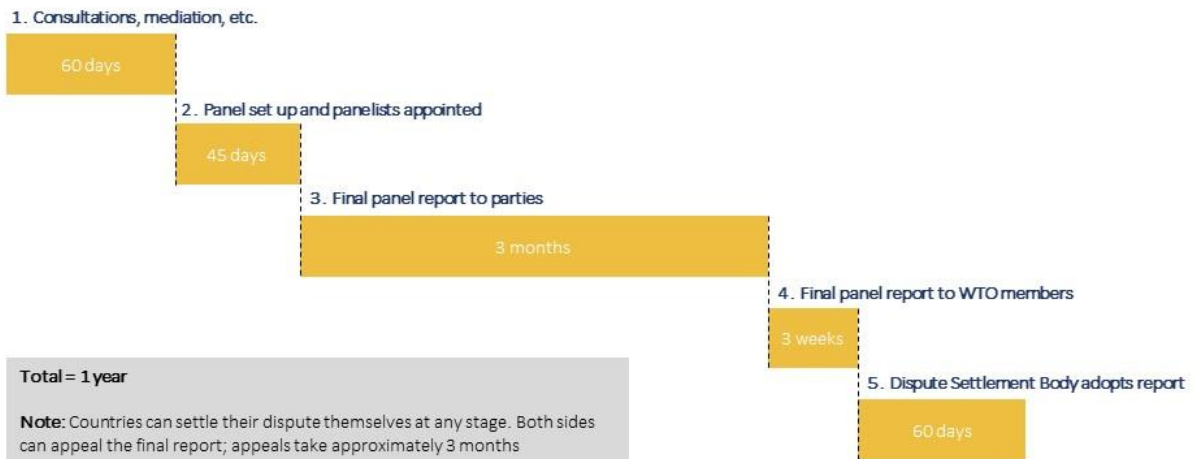 1. Consultations, mediation, etc.
60 days
2. Panel set up and panelists appointed
45 days
3. Final panel report to parties
3 months
4. Final panel report to WTO members
3 weeks
5. Dispute Settlement Body adopts report
60 days
Total = 1 year
Note: Countries can settle their dispute themselves at any stage. Both sides
can appeal the final report; appeals take approximately 3 months